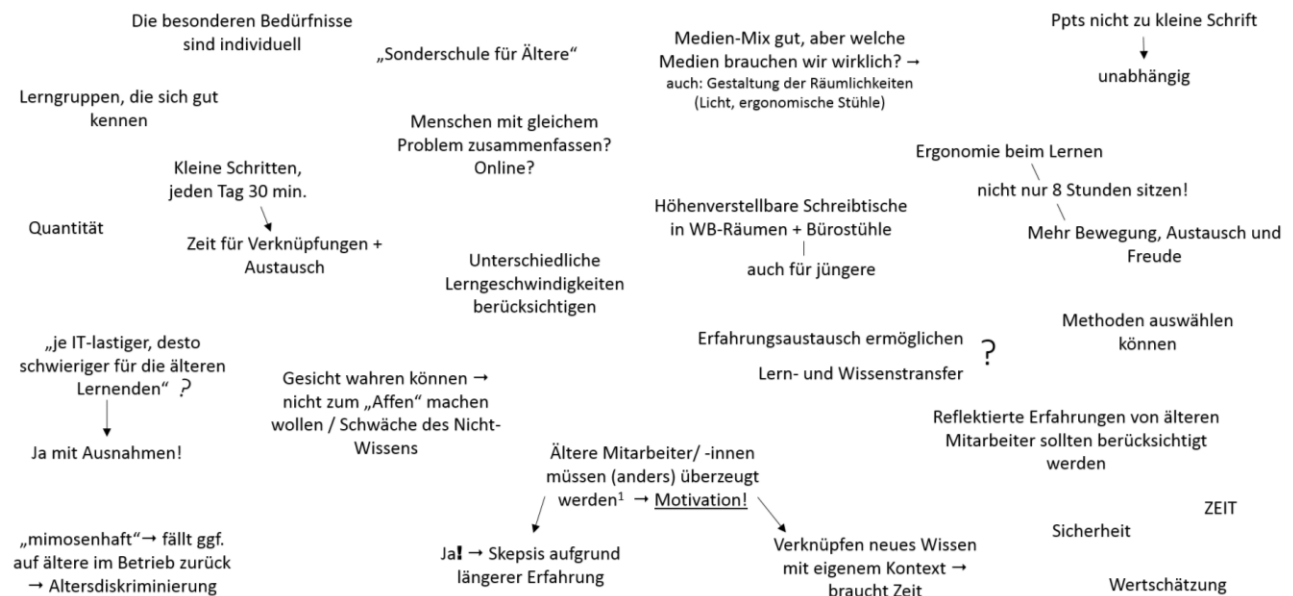 Die besonderen Bedürfnisse
sind individuell
„Sonderschule für Ältere“
Medien-Mix gut, aber welche
Medien brauchen wir wirklich? →
auch: Gestaltung der Räumlichkeiten
(Licht, ergonomische Stühle)
Ppts nicht zu kleine Schrift
unabhängig
Lerngruppen, die sich gut
kennen
Menschen mit gleichem
Problem zusammenfassen?
Online?
Kleine Schritten,
jeden Tag 30 min.
Zeit für Verknüpfungen +
Austausch
Ergonomie beim Lernen
nicht nur 8 Stunden sitzen!
Mehr Bewegung, Austausch und
Freude
Quantität
Höhenverstellbare Schreibtische
in WB-Räumen + Bürostühle
auch für jüngere
Unterschiedliche
Lerngeschwindigkeiten
berücksichtigen
„je IT-lastiger, desto
schwieriger für die älteren
Lernenden“ ?
Ja mit Ausnahmen!
Gesicht wahren können →
nicht zum „Affen“ machen
wollen / Schwäche des Nicht-
Wissens
Erfahrungsaustausch ermöglichen
Lern- und Wissenstransfer
?
Methoden auswählen
können
Reflektierte Erfahrungen von älteren
Mitarbeiter sollten berücksichtigt
werden
Ältere Mitarbeiter/ -innen
müssen (anders) überzeugt
werden¹ → Motivation!
Ja! → Skepsis aufgrund
längerer Erfahrung
Verknüpfen neues Wissen
mit eigenem Kontext →
braucht Zeit
„mimosenhaft“→ fällt ggf.
auf ältere im Betrieb zurück
→ Altersdiskriminierung
ZEIT
Sicherheit
Wertschätzung